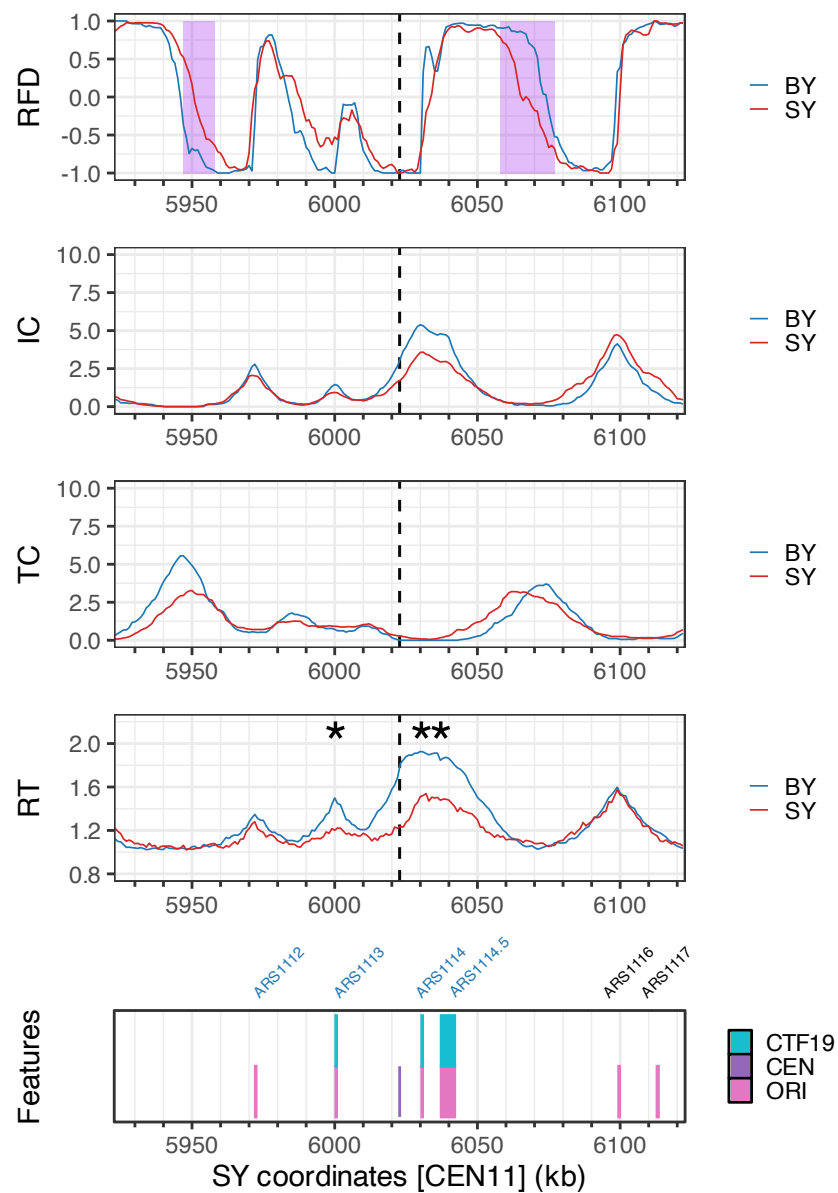 RFD
1.0
0.5
0.0
-0.5
-1.0
5950 6000 6050 6100
BY
SY
IC
10.0
7.5
5.0
2.5
0.0
5950 6000 6050 6100
BY
SY
TC
10.0
7.5
5.0
2.5
0.0
5950 6000 6050 6100
BY
SY
RT
* **
2.0
1.6
1.2
0.8
5950 6000 6050 6100
BY
SY
ARS1112
ARS1113
ARS1114
ARS1114.5
ARS1116
ARS1117
Features
CTF19
CEN
ORI
5950 6000 6050 6100
SY coordinates [CEN11] (kb)